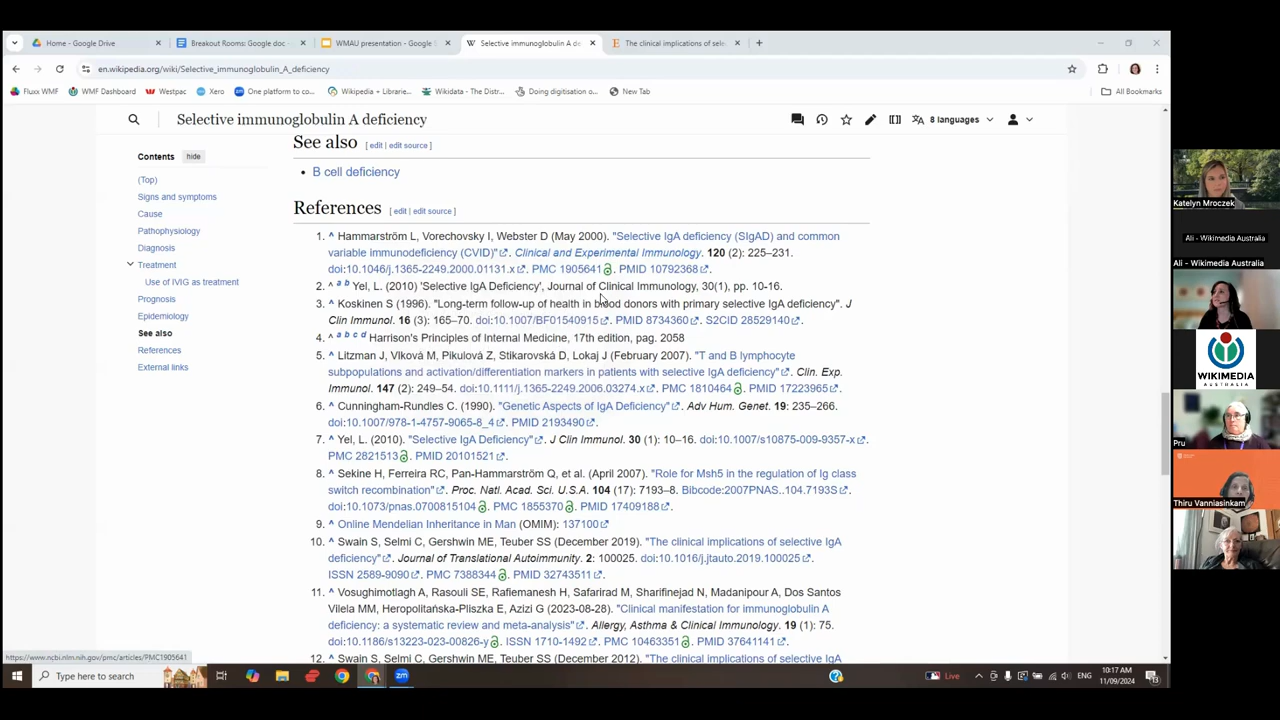 Home - Google Drive
Breakout Rooms: Google doc -
WMAU presentation - Google S
Selective immunoglobulin A de
The clinical implications of sele
en.wikipedia.org/wiki/Selective_immunoglobulin_A_deficiency
Fluxx WMF
WMF Dashboard
Westpac
Xero
One platform to co...
Wikipedia + Librarie...
Wikidata - The Distr...
Doing digitisation o...
New Tab
All Bookmarks
Selective immunoglobulin A deficiency
8 languages
Contents hide
(Top)
Signs and symptoms
Cause
Pathophysiology
Diagnosis
Treatment
Use of IVIG as treatment
Prognosis
Epidemiology
See also
References
External links
See also [ edit | edit source ]
• B cell deficiency
References [ edit | edit source ]
1. ^ Hammarström L, Vorechovsky I, Webster D (May 2000). "Selective IgA deficiency (SIgAD) and common
variable immunodeficiency (CVID)". Clinical and Experimental Immunology. 120 (2): 225–231.
doi:10.1046/j.1365-2249.2000.01131.x. PMC 1905641. PMID 10792368.
2. ^ a b Yel, L. (2010) 'Selective IgA Deficiency', Journal of Clinical Immunology, 30(1), pp. 10-16.
3. ^ Koskinen S (1996). "Long-term follow-up of health in blood donors with primary selective IgA deficiency". J
Clin Immunol. 16 (3): 165–70. doi:10.1007/BF01540915. PMID 8734360. S2CID 28529140.
4. ^ a b c d Harrison's Principles of Internal Medicine, 17th edition, pag. 2058
5. ^ Litzman J, Vlková M, Pikulová Z, Stikarovská D, Lokaj J (February 2007). "T and B lymphocyte
subpopulations and activation/differentiation markers in patients with selective IgA deficiency". Clin. Exp.
Immunol. 147 (2): 249–54. doi:10.1111/j.1365-2249.2006.03274.x. PMC 1810464. PMID 17223965.
6. ^ Cunningham-Rundles C. (1990). "Genetic Aspects of IgA Deficiency". Adv Hum. Genet. 19: 235–266.
doi:10.1007/978-1-4757-9065-8_4. PMID 2193490.
7. ^ Yel, L. (2010). "Selective IgA Deficiency". J Clin Immunol. 30 (1): 10–16. doi:10.1007/s10875-009-9357-x.
PMC 2821513. PMID 20101521.
8. ^ Sekine H, Ferreira RC, Pan-Hammarström Q, et al. (April 2007). "Role for Msh5 in the regulation of Ig class
switch recombination". Proc. Natl. Acad. Sci. U.S.A. 104 (17): 7193–8. Bibcode:2007PNAS..104.7193S.
doi:10.1073/pnas.0700815104. PMC 1855370. PMID 17409188.
9. ^ Online Mendelian Inheritance in Man (OMIM): 137100
10. ^ Swain S, Selmi C, Gershwin ME, Teuber SS (December 2019). "The clinical implications of selective IgA
deficiency". Journal of Translational Autoimmunity. 2: 100025. doi:10.1016/j.jtauto.2019.100025.
ISSN 2589-9090. PMC 7388344. PMID 32743511.
11. ^ Vosughimotlagh A, Rasouli SE, Rafiemanesh H, Safarirad M, Sharifinejad N, Madanipour A, Dos Santos
Vilela MM, Heropolitańska-Pliszka E, Azizi G (2023-08-28). "Clinical manifestation for immunoglobulin A
deficiency: a systematic review and meta-analysis". Allergy, Asthma & Clinical Immunology. 19 (1): 75.
doi:10.1186/s13223-023-00826-y. ISSN 1710-1492. PMC 10463351. PMID 37641141.
12. ^ Swain S, Selmi C, Gershwin ME, Teuber SS (December 2012). "The clinical implications of selective IgA
https://www.ncbi.nlm.nih.gov/pmc/articles/PMC1905641
Type here to search
Live
ENG
10:17 AM
11/09/2024
Katelyn Mroczek
Ali - Wikimedia Australia
Ali - Wikimedia Australia
WIKIMEDIA
AUSTRALIA
Pru
Thiru Vanniasinkam